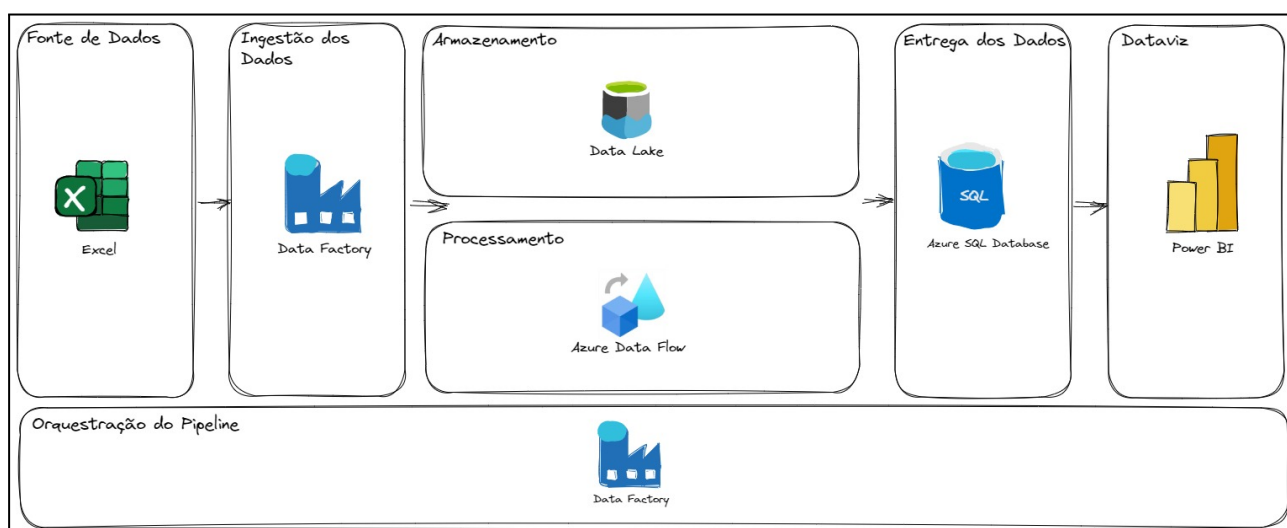 Fonte de Dados
X
Excel
Ingestão dos
Dados
Data Factory
Armazenamento
Data Lake
Processamento
Azure Data Flow
Entrega dos Dados
SQL
Azure SQL Database
Dataviz
Power BI
Orquestração do Pipeline
Data Factory